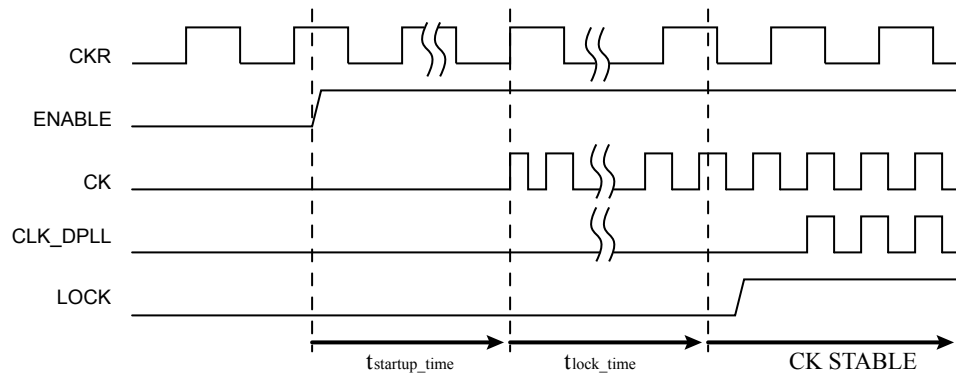 CKR
ENABLE
CK
CLK_DPLL
LOCK
tstartup_time tlock_time CK STABLE